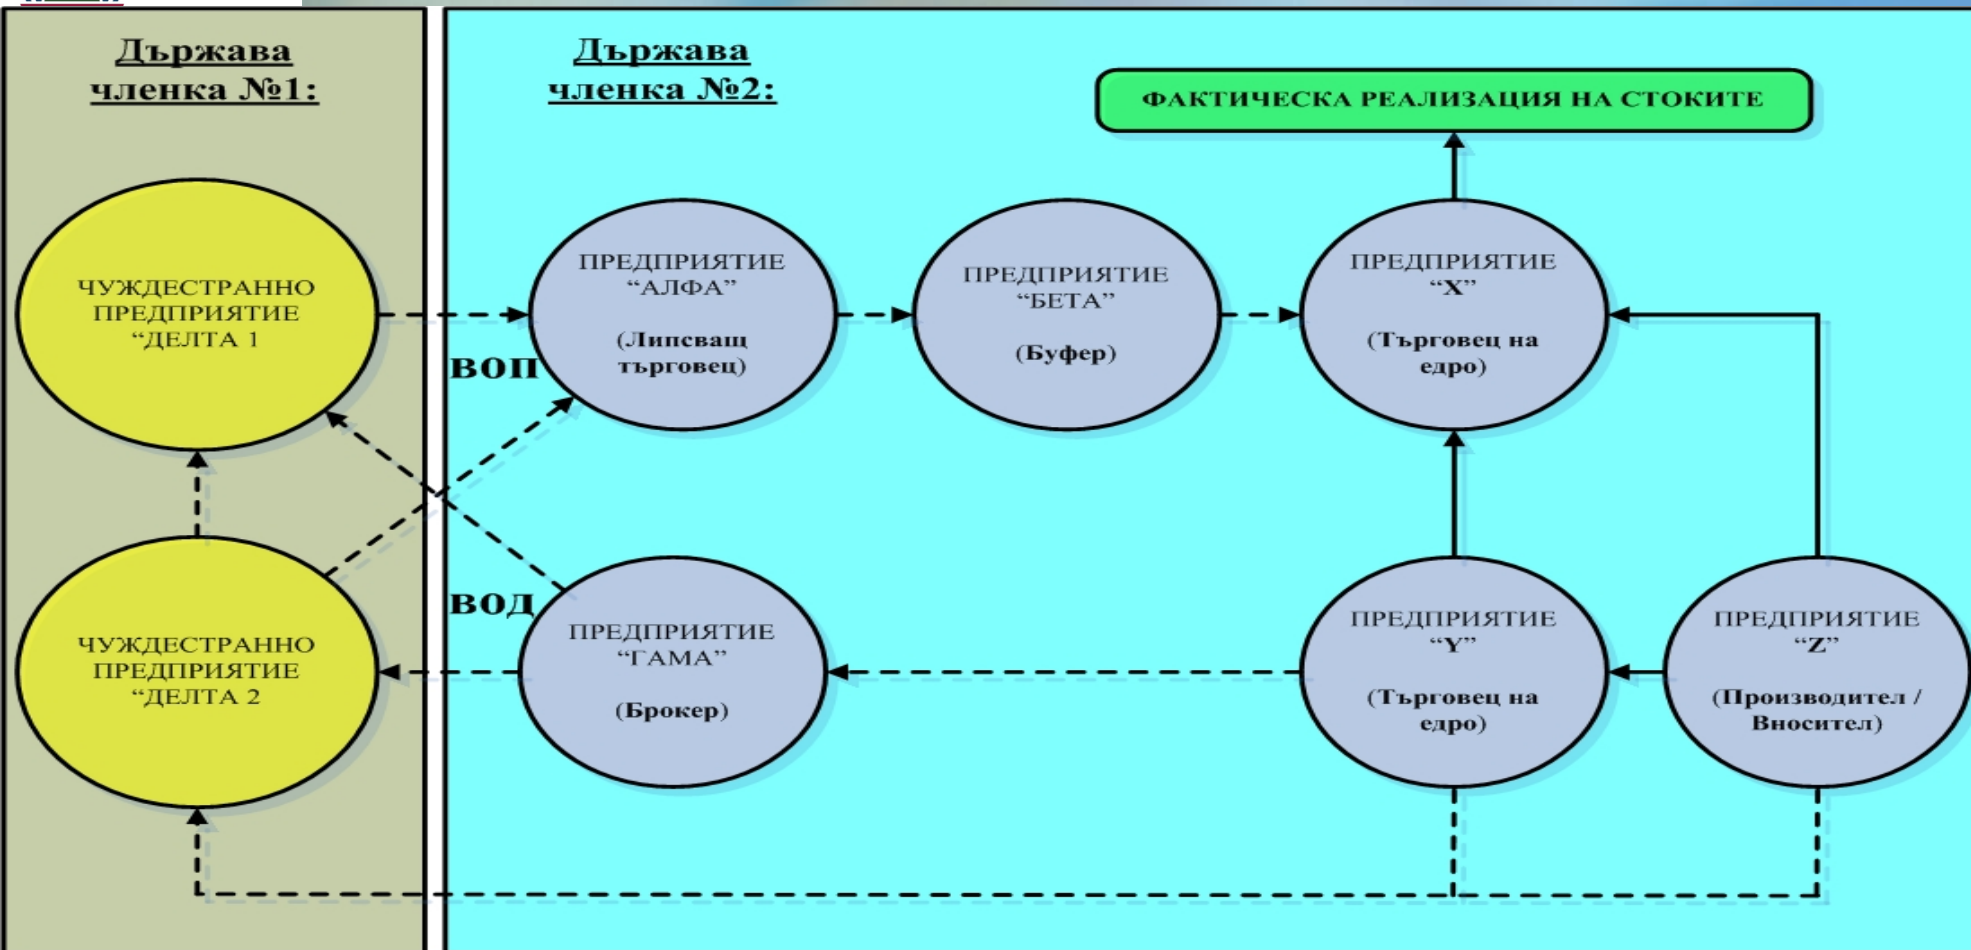 Държава
членка №1:
Държава
членка №2:
ФАКТИЧЕСКА РЕАЛИЗАЦИЯ НА СТОКИТЕ
ЧУЖДЕСТРАННО
ПРЕДПРИЯТИЕ
“ДЕЛТА 1
ПРЕДПРИЯТИЕ
“АЛФА”
(Липсващ
търговец)
ПРЕДПРИЯТИЕ
“БЕТА”
(Буфер)
ПРЕДПРИЯТИЕ
“X”
(Търговец на
едро)
ВОП
ВОД
ЧУЖДЕСТРАННО
ПРЕДПРИЯТИЕ
“ДЕЛТА 2
ПРЕДПРИЯТИЕ
“ГАМА”
(Брокер)
ПРЕДПРИЯТИЕ
“Y”
(Търговец на
едро)
ПРЕДПРИЯТИЕ
“Z”
(Производител /
Вносител)